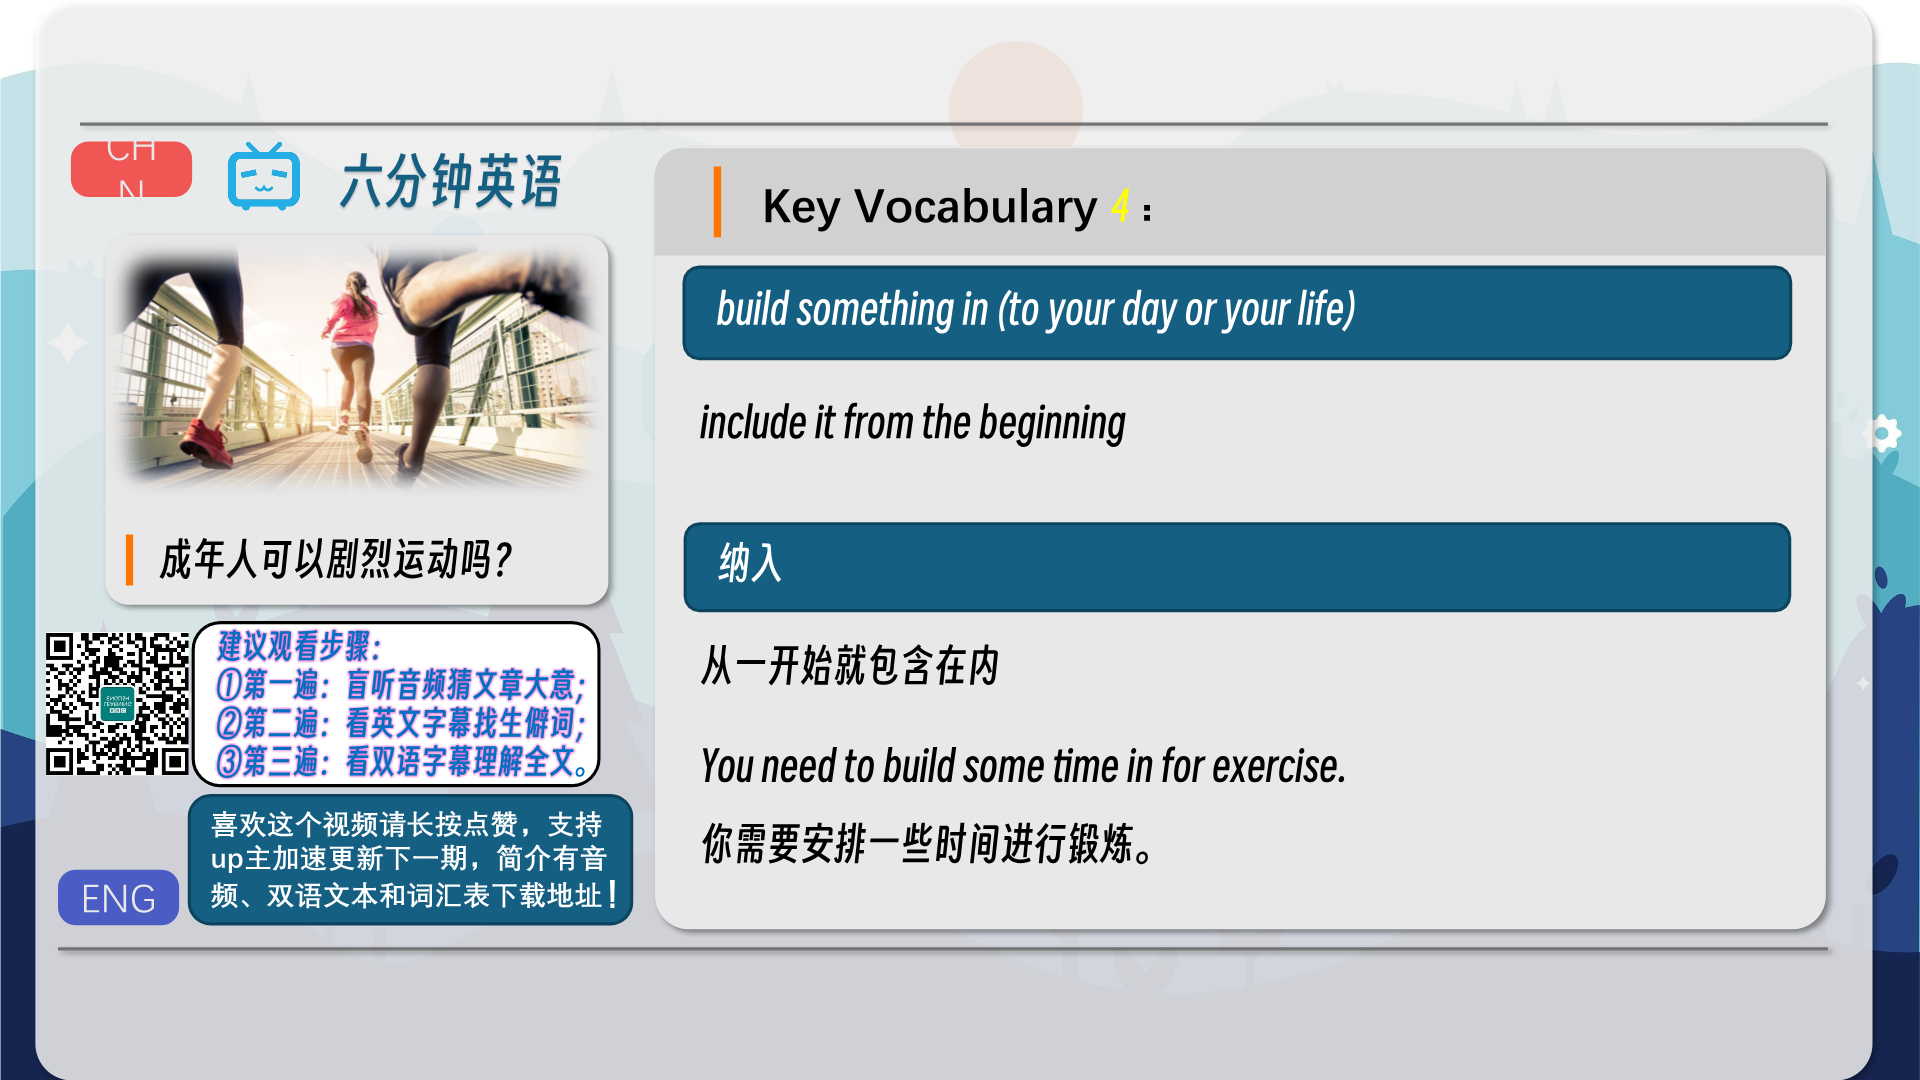 CH
N
六分钟英语
成年人可以剧烈运动吗？
建议观看步骤：
①第一遍：盲听音频猜文章大意；
②第二遍：看英文字幕找生僻词；
③第三遍：看双语字幕理解全文。
喜欢这个视频请长按点赞，支持
up主加速更新下一期，简介有音
频、双语文本和词汇表下载地址！
ENG
Key Vocabulary 4：
build something in (to your day or your life)
include it from the beginning
纳入
从一开始就包含在内
You need to build some time in for exercise.
你需要安排一些时间进行锻炼。